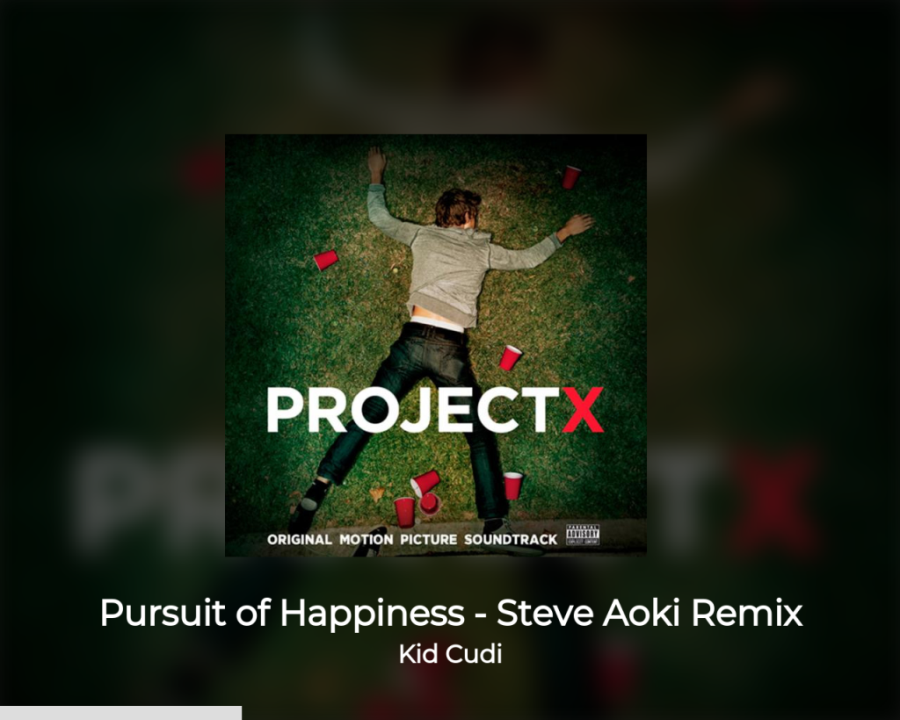 PROJECTX
ORIGINAL MOTION PICTURE SOUNDTRACK
PARENTAL
ADVISORY
EXPLICIT CONTENT
Pursuit of Happiness - Steve Aoki Remix
Kid Cudi